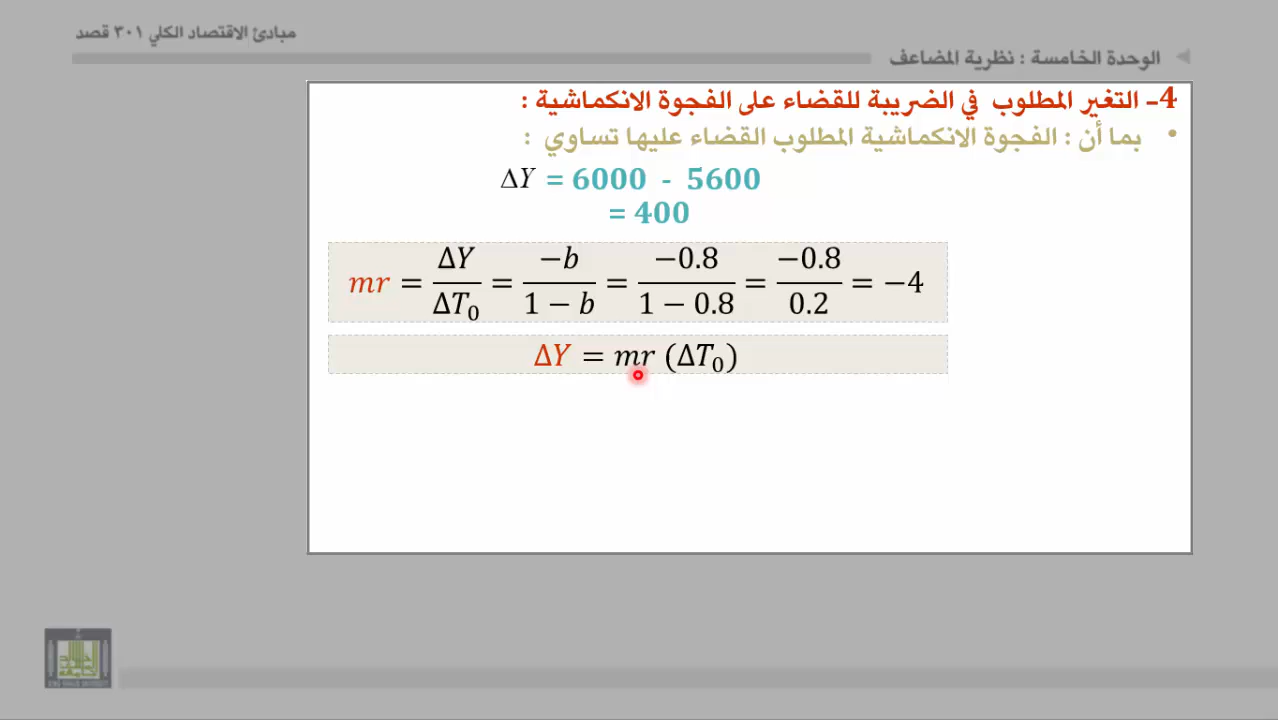 مبادئ الاقتصاد الكلي ٣٠١ قصد
الوحدة الخامسة : نظرية المضاعف
4- التغير المطلوب في الضريبة للقضاء على الفجوة الانكماشية :
• بما أن : الفجوة الانكماشية المطلوب القضاء عليها تساوي :
ΔY = 6000 - 5600
= 400
mr = ΔY/ΔT₀ = −b/(1 − b) = −0.8/(1 − 0.8) = −0.8/0.2 = −4
ΔY = mr (ΔT₀)